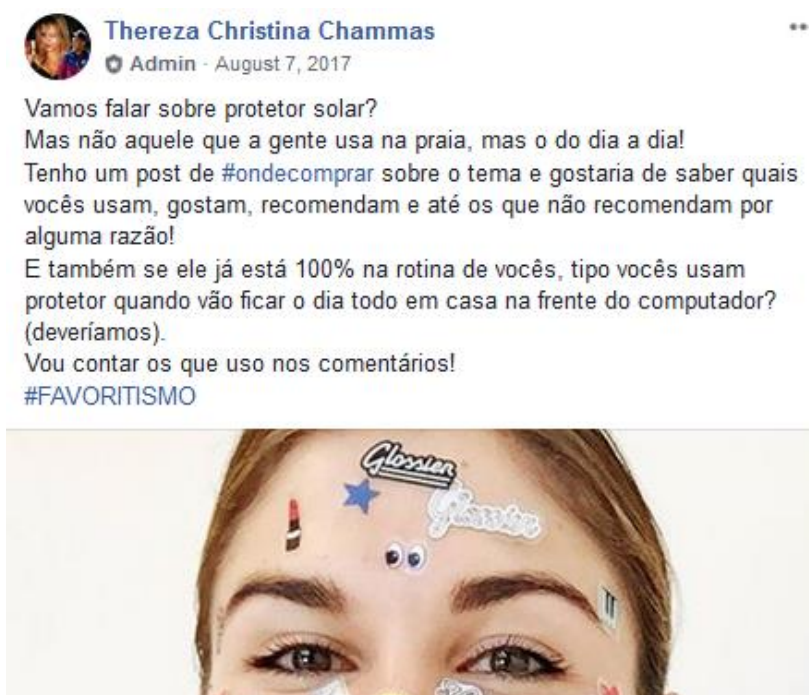 Thereza Christina Chammas
Admin · August 7, 2017
Vamos falar sobre protetor solar?
Mas não aquele que a gente usa na praia, mas o do dia a dia!
Tenho um post de #ondecomprar sobre o tema e gostaria de saber quais
vocês usam, gostam, recomendam e até os que não recomendam por
alguma razão!
E também se ele já está 100% na rotina de vocês, tipo vocês usam
protetor quando vão ficar o dia todo em casa na frente do computador?
(deveríamos).
Vou contar os que uso nos comentários!
#FAVORITISMO
Glossier
Glossier